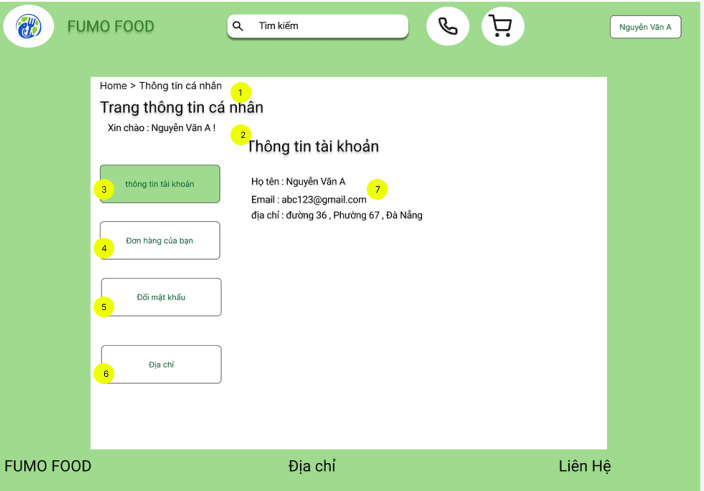 FUMO FOOD
Tìm kiếm
Nguyễn Văn A
Home > Thông tin cá nhân
1
Trang thông tin cá nhân
Xin chào : Nguyễn Văn A !
2
Thông tin tài khoản
3
thông tin tài khoản
Họ tên : Nguyễn Văn A
7
Email : abc123@gmail.com
địa chỉ : đường 36 , Phường 67 , Đà Nẵng
4
Đơn hàng của bạn
5
Đổi mật khẩu
6
Địa chỉ
FUMO FOOD
Địa chỉ
Liên Hệ